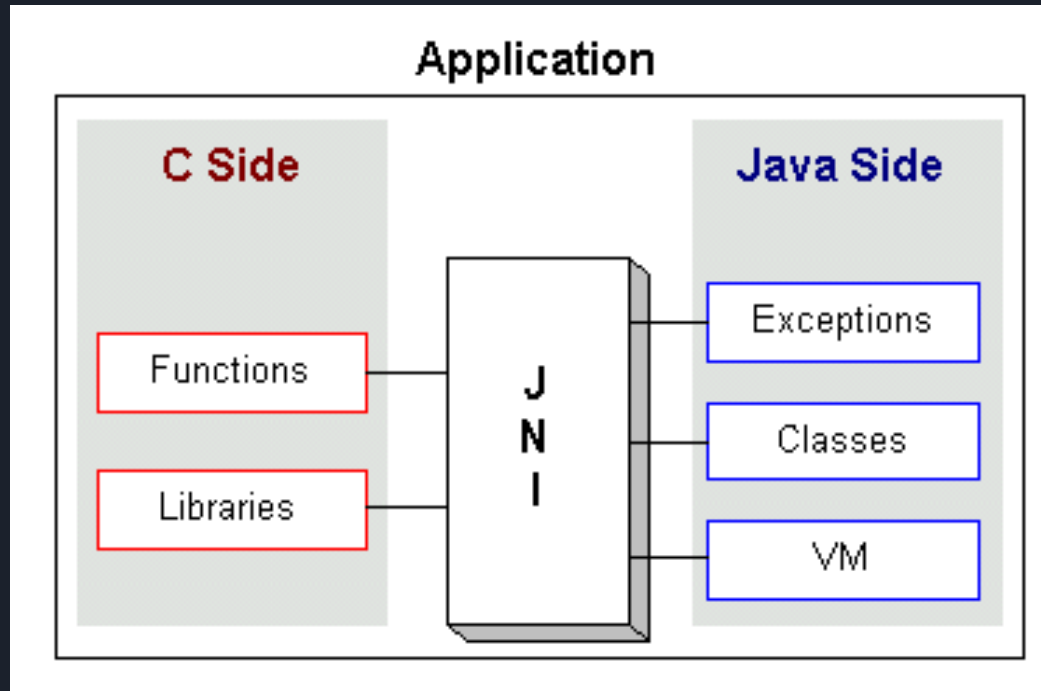 Application
C Side
Functions
Libraries
J
N
I
Java Side
Exceptions
Classes
VM